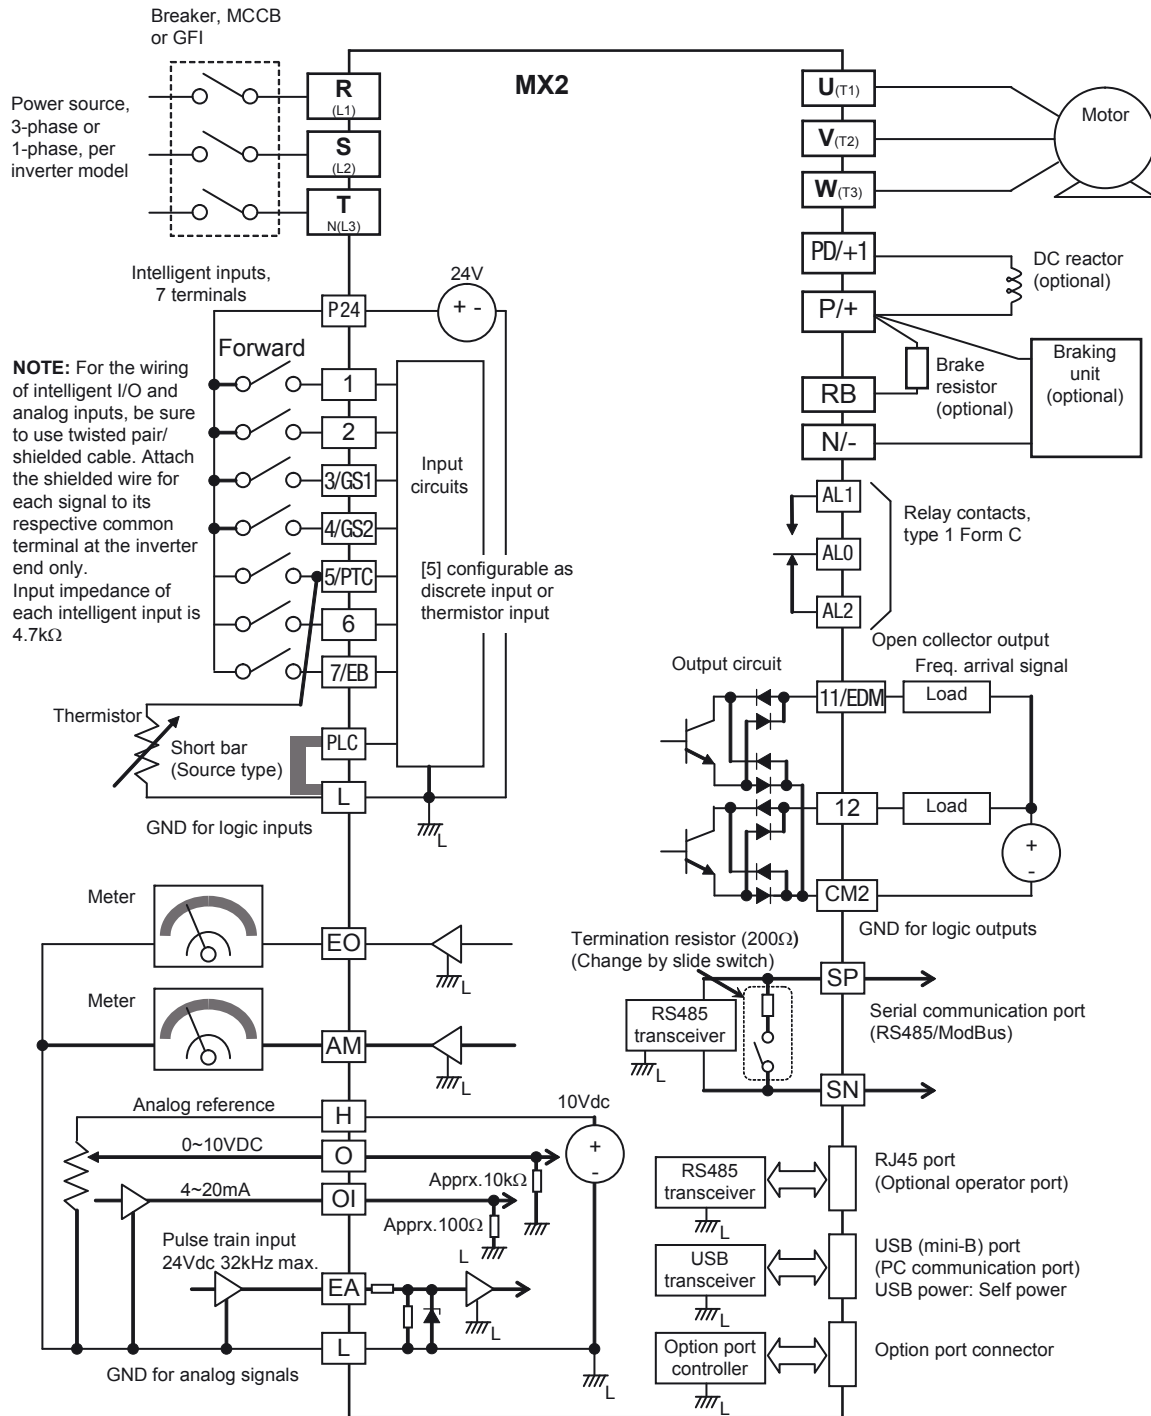 Breaker, MCCB
or GFI
Power source,
3-phase or
1-phase, per
inverter model
R
(L1)
S
(L2)
T
N(L3)
MX2
U(T1)
V(T2)
W(T3)
Motor
PD/+1
P/+
DC reactor
(optional)
Brake
resistor
(optional)
Braking
unit
(optional)
RB
N/-
Intelligent inputs,
7 terminals
P24
24V
+ -
Forward
NOTE: For the wiring
of intelligent I/O and
analog inputs, be sure
to use twisted pair/
shielded cable. Attach
the shielded wire for
each signal to its
respective common
terminal at the inverter
end only.
Input impedance of
each intelligent input is
4.7kΩ
1
2
3/GS1
4/GS2
5/PTC
6
7/EB
Input
circuits
[5] configurable as
discrete input or
thermistor input
Thermistor
Short bar
(Source type)
PLC
L
L
GND for logic inputs
AL1
AL0
AL2
Relay contacts,
type 1 Form C
Open collector output
Output circuit
Freq. arrival signal
11/EDM
Load
12
Load
+
-
CM2
GND for logic outputs
Meter
EO
L
Meter
AM
L
Analog reference
H
10Vdc
+
-
0~10VDC
O
Apprx.10kΩ
4~20mA
OI
Apprx.100Ω
Pulse train input
24Vdc 32kHz max.
EA
L
L
L
GND for analog signals
L
Termination resistor (200Ω)
(Change by slide switch)
RS485
transceiver
L
SP
Serial communication port
(RS485/ModBus)
SN
RS485
transceiver
L
RJ45 port
(Optional operator port)
USB
transceiver
L
USB (mini-B) port
(PC communication port)
USB power: Self power
Option port
controller
L
Option port connector